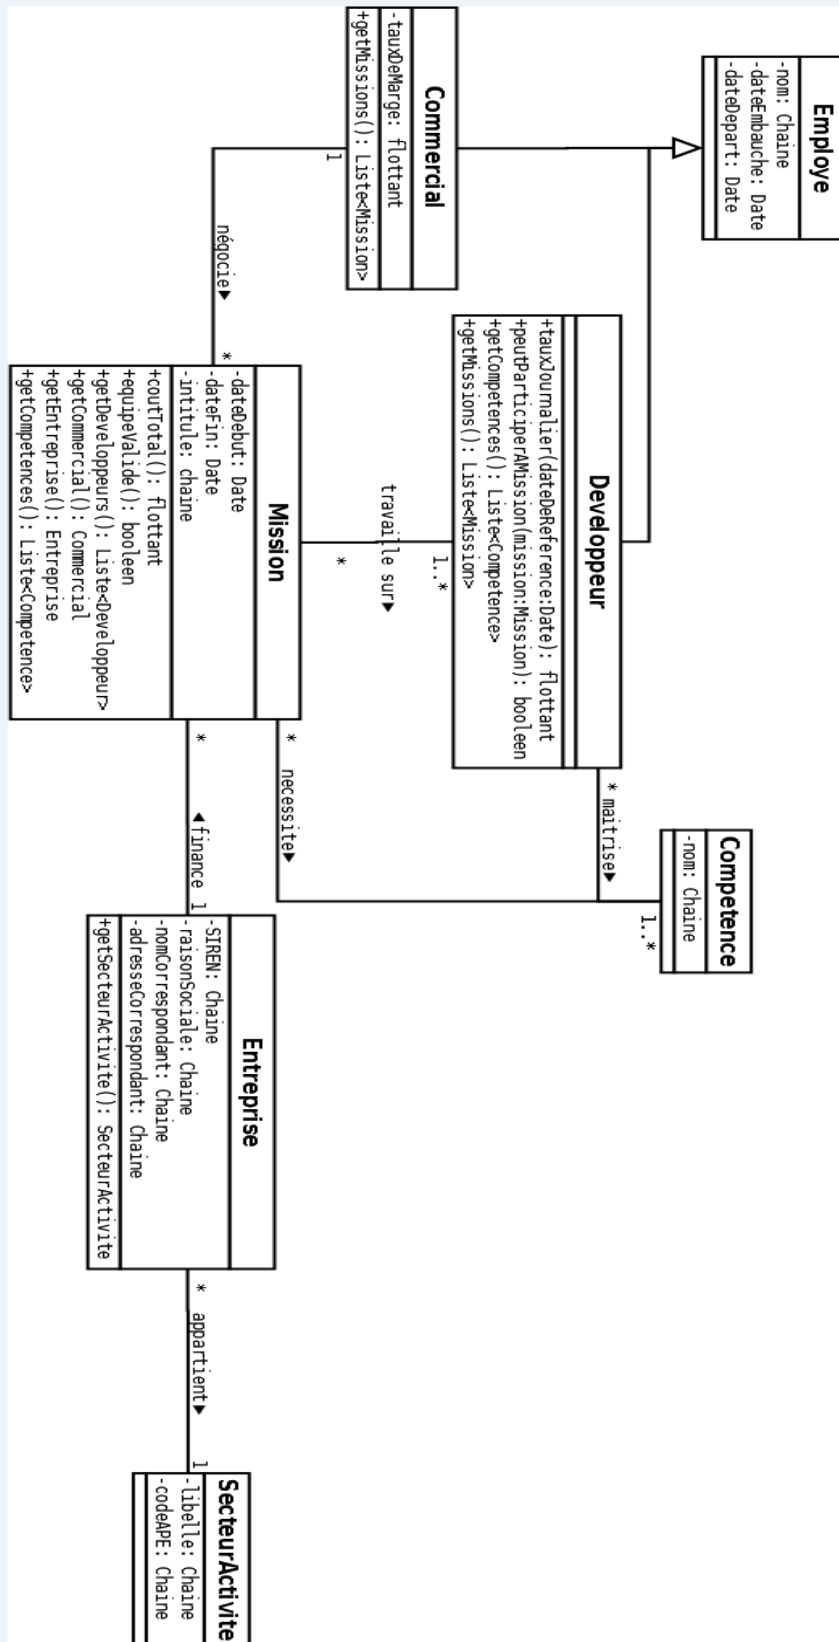 Employe
-nom: Chaine
-dateEmbauche: Date
-dateDepart: Date
Commercial
-tauxDeMarge: flottant
+getMissions(): Liste<Mission>
1
négocie▶
*
Developpeur
+tauxJournalier(dateDeReference:Date): flottant
+peutParticiperAMission(mission:Mission): booleen
+getCompetences(): Liste<Competence>
+getMissions(): Liste<Mission>
1..*
travaille sur▶
*
* maitrise▶
Competence
-nom: Chaine
1..*
Mission
-dateDebut: Date
-dateFin: Date
-intitule: chaine
+coutTotal(): flottant
+equipeValide(): booleen
+getDeveloppeurs(): Liste<Developpeur>
+getCommercial(): Commercial
+getEntreprise(): Entreprise
+getCompetences(): Liste<Competence>
* necessite▶
* ◀finance 1
Entreprise
-SIREN: Chaine
-raisonSociale: Chaine
-nomCorrespondant: Chaine
-adresseCorrespondant: Chaine
+getSecteurActivite(): SecteurActivite
* appartient▶ 1
SecteurActivite
-libelle: Chaine
-codeAPE: Chaine